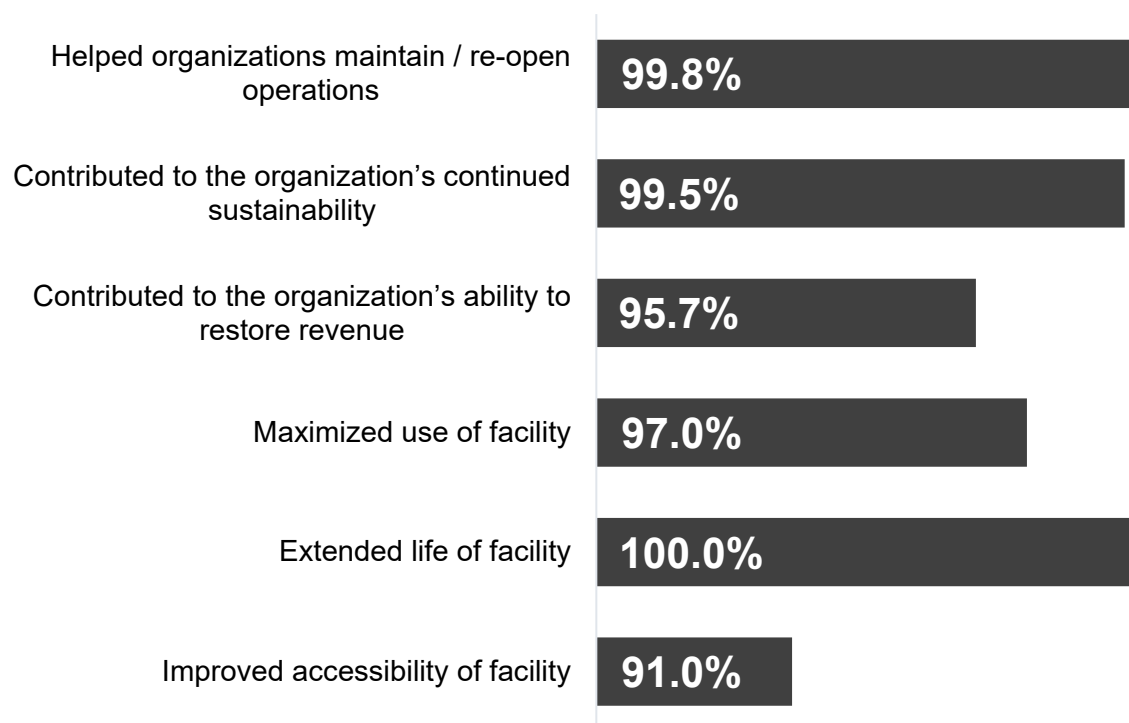 Helped organizations maintain / re-open
operations
99.8%
Contributed to the organization’s continued
sustainability
99.5%
Contributed to the organization’s ability to
restore revenue
95.7%
Maximized use of facility
97.0%
Extended life of facility
100.0%
Improved accessibility of facility
91.0%